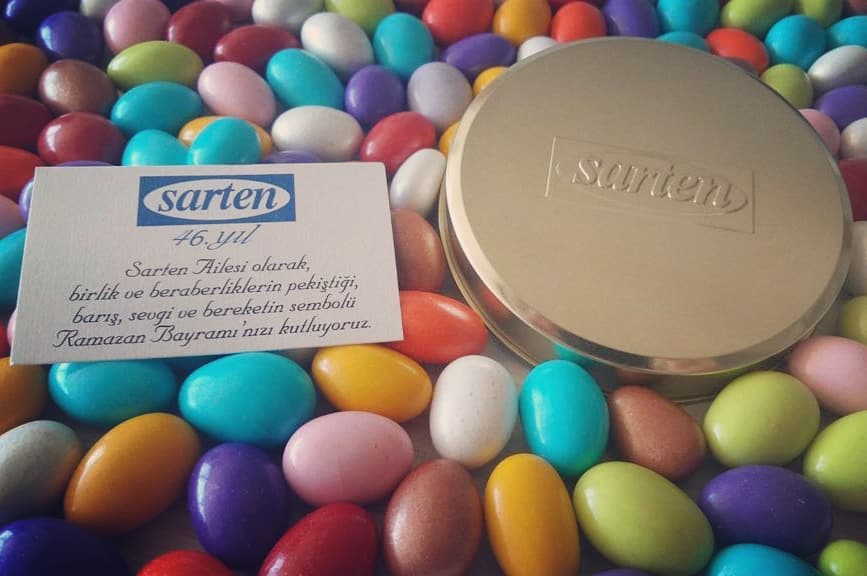 sarten
46. yıl
Sarten Ailesi olarak,
birlik ve beraberliklerin pekiştiği,
barış, sevgi ve bereketin sembolü
Ramazan Bayramı'nızı kutluyoruz.
sarten